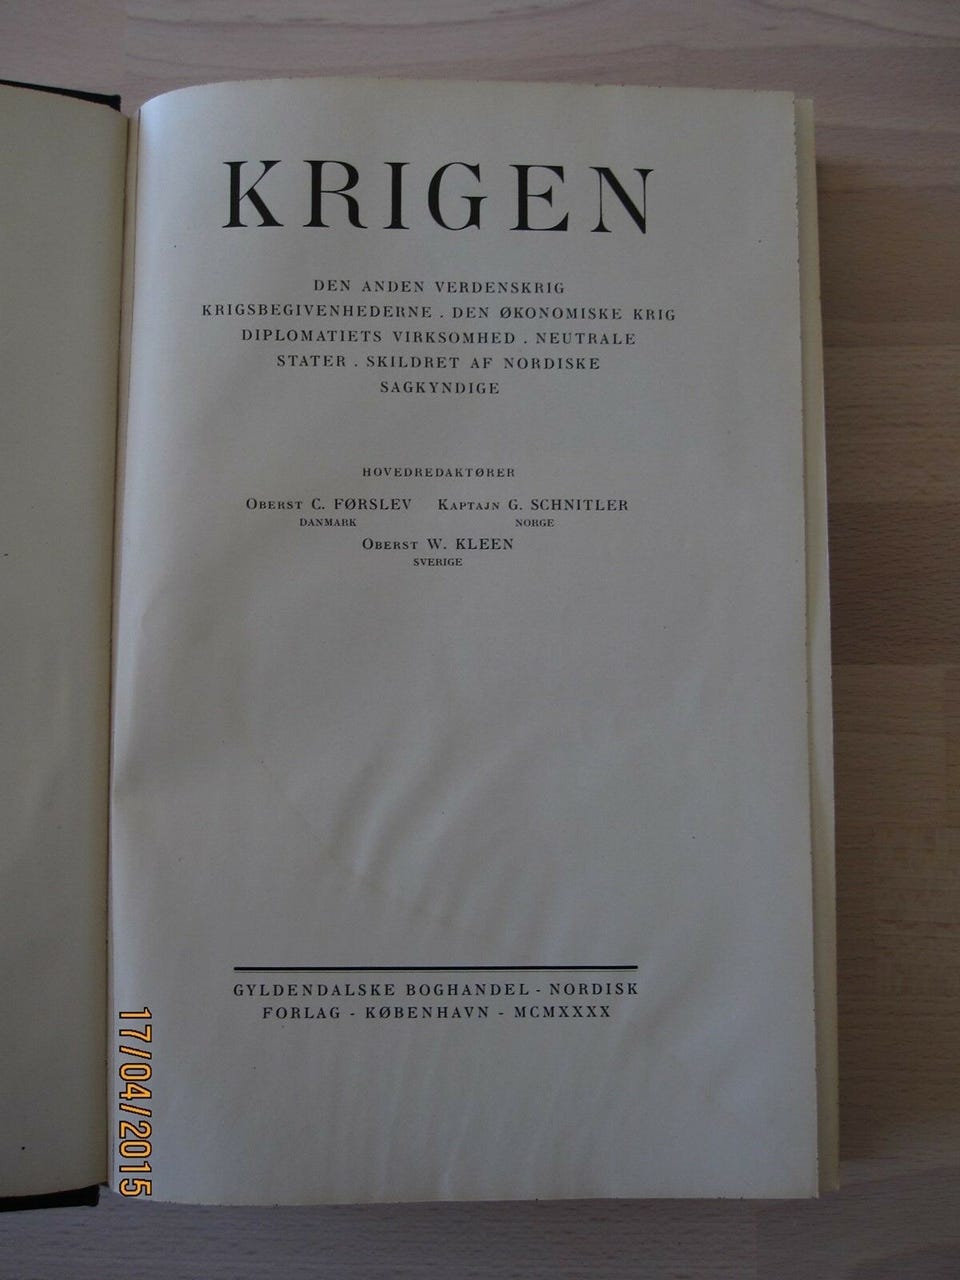 KRIGEN
DEN ANDEN VERDENSKRIG
KRIGSBEGIVENHEDERNE . DEN ØKONOMISKE KRIG
DIPLOMATIETS VIRKSOMHED . NEUTRALE
STATER . SKILDRET AF NORDISKE
SAGKYNDIGE
HOVEDREDAKTØRER
OBERST C. FØRSLEV KAPTAJN G. SCHNITLER
DANMARK NORGE
OBERST W. KLEEN
SVERIGE
GYLDENDALSKE BOGHANDEL - NORDISK
FORLAG - KØBENHAVN - MCMXXXX
17/04/2015